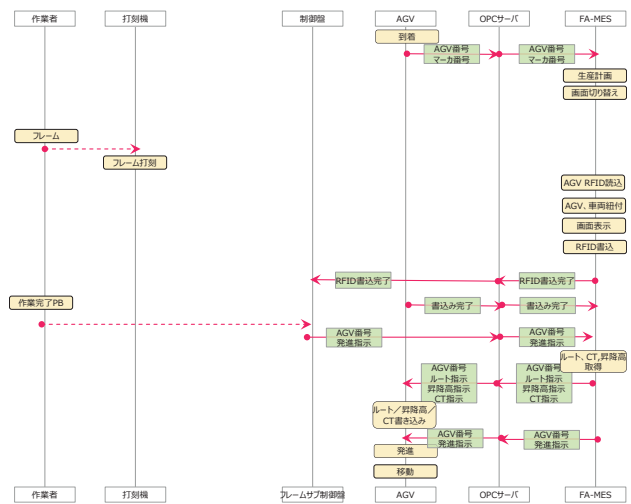 作業者
打刻機
制御盤
AGV
OPCサーバ
FA-MES
到着
AGV番号
マーカ番号
AGV番号
マーカ番号
生産計画
画面切り替え
フレーム
フレーム打刻
AGV RFID読込
AGV、車両紐付
画面表示
RFID書込
RFID書込完了
RFID書込完了
作業完了PB
書込み完了
書込み完了
AGV番号
発進指示
AGV番号
発進指示
ルート、CT,昇降高
取得
AGV番号
ルート指示
昇降高指示
CT指示
AGV番号
ルート指示
昇降高指示
CT指示
ルート／昇降高／
CT書き込み
AGV番号
発進指示
AGV番号
発進指示
発進
移動
作業者
打刻機
フレームサブ制御盤
AGV
OPCサーバ
FA-MES